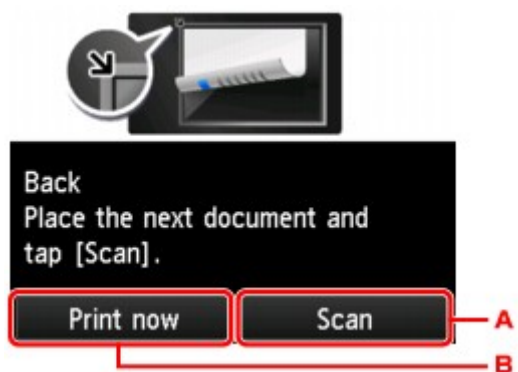 Back
Place the next document and
tap [Scan].
Print now Scan A
B